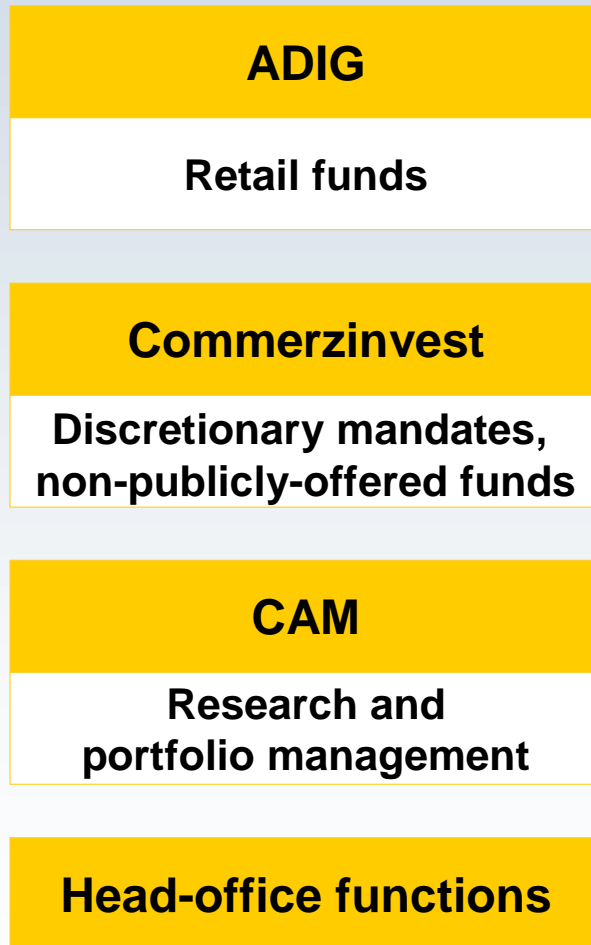 ADIG
Retail funds
Commerzinvest
Discretionary mandates,
non-publicly-offered funds
CAM
Research and
portfolio management
Head-office functions